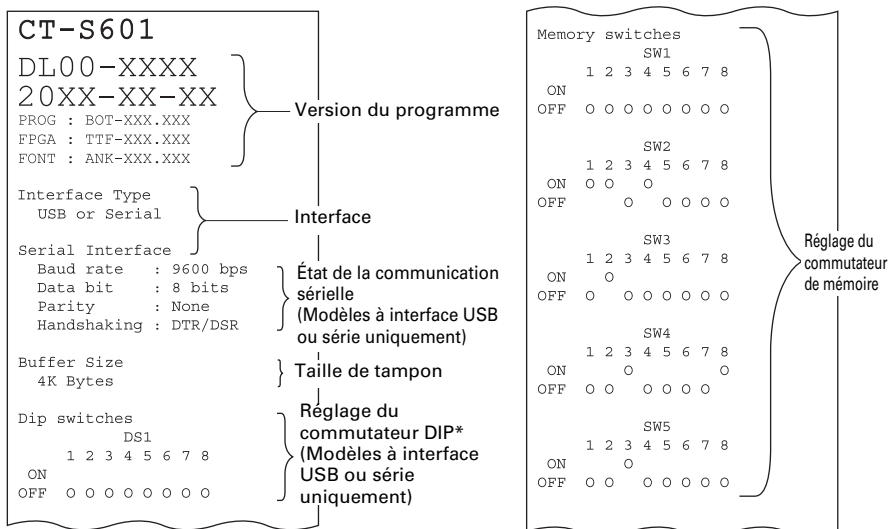 CT-S601
DL00-XXXX
20XX-XX-XX
PROG : BOT-XXX.XXX
FPGA : TTF-XXX.XXX
FONT : ANK-XXX.XXX
Version du programme
Interface Type
USB or Serial
Interface
Serial Interface
Baud rate : 9600 bps
Data bit : 8 bits
Parity : None
Handshaking : DTR/DSR
État de la communication
sérielle
(Modèles à interface USB
ou série uniquement)
Buffer Size
4K Bytes
Taille de tampon
Dip switches
DS1
1 2 3 4 5 6 7 8
ON
OFF O O O O O O O O
Réglage du
commutateur DIP*
(Modèles à interface
USB ou série
uniquement)
Memory switches
SW1
1 2 3 4 5 6 7 8
ON
OFF O O O O O O O O
SW2
1 2 3 4 5 6 7 8
ON O O O
OFF O O O O O
SW3
1 2 3 4 5 6 7 8
ON O
OFF O O O O O O O
SW4
1 2 3 4 5 6 7 8
ON O O
OFF O O O O O O
SW5
1 2 3 4 5 6 7 8
ON O
OFF O O O O O O O
Réglage du
commutateur
de mémoire